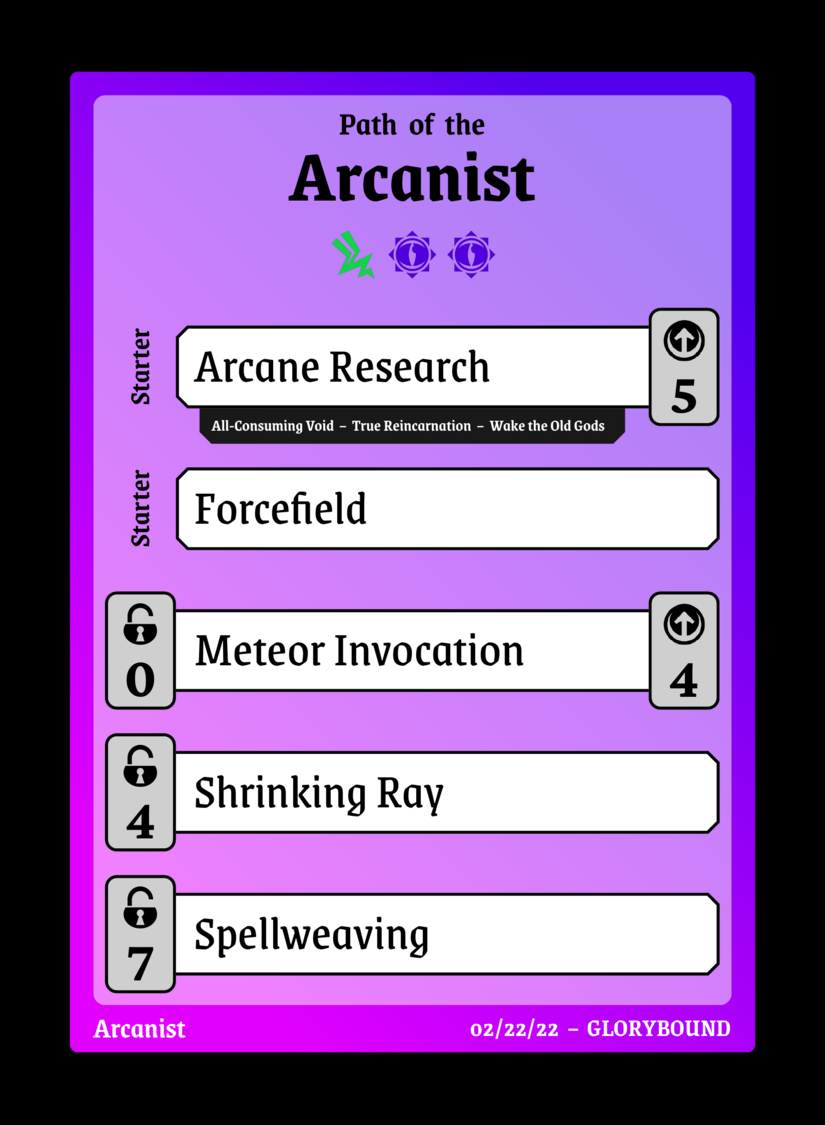 Path of the
Arcanist
Starter
Arcane Research
5
All-Consuming Void – True Reincarnation – Wake the Old Gods
Starter
Forcefield
0
Meteor Invocation
4
4
Shrinking Ray
7
Spellweaving
Arcanist
02/22/22 – GLORYBOUND